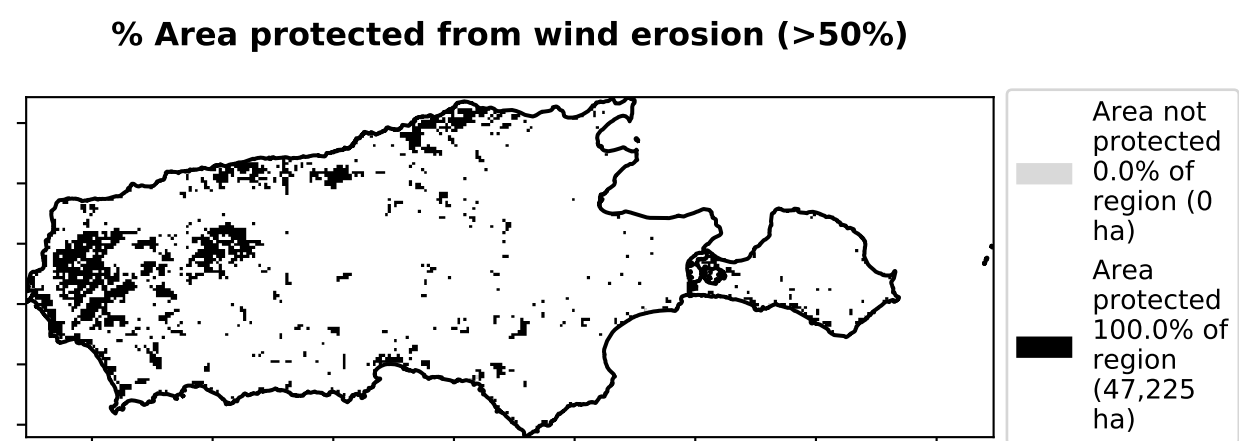 % Area protected from wind erosion (>50%)
Area not
protected
0.0% of
region (0
ha)
Area
protected
100.0% of
region
(47,225
ha)